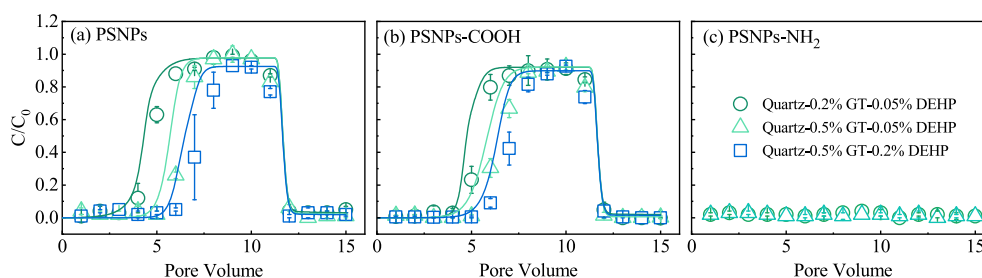 (a) PSNPs
(b) PSNPs-COOH
(c) PSNPs-NH₂
C/C₀
1.2
1.0
0.8
0.6
0.4
0.2
0.0
Quartz-0.2% GT-0.05% DEHP
Quartz-0.5% GT-0.05% DEHP
Quartz-0.5% GT-0.2% DEHP
0 5 10 15 0 5 10 15 0 5 10 15
Pore Volume Pore Volume Pore Volume